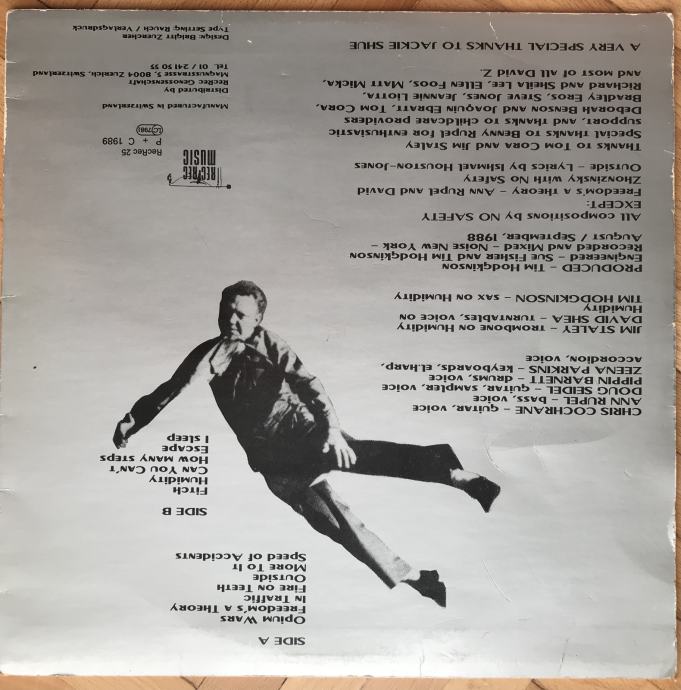 SIDE A
Opium Wars
Freedom's a Theory
In Traffic
Fire on Teeth
Outside
More To It
Speed of Accidents
SIDE B
Fitch
Humidity
Can You Can't
How many steps
Escape
I sleep
CHRIS COCHRANE – guitar, voice
ANN RUPEL – bass, voice
DOUG SEIDEL – guitar, sampler, voice
PIPPIN BARNETT – drums, voice
ZEENA PARKINS – keyboards, el.harp,
accordion, voice
JIM STALEY – trombone on Humidity
DAVID SHEA – turntables, voice on
Humidity
TIM HODGKINSON – sax on Humidity
PRODUCED – Tim Hodgkinson
Engineered – Sue Fisher and Tim Hodgkinson
Recorded and Mixed – Noise New York –
August / September, 1988
All compositions by NO SAFETY
EXCEPT:
Freedom's a theory – Ann Rupel and David
Zhonzinsky with No Safety
Outside – Lyrics by Ishmael Houston-Jones
Thanks to Cora and Jim Staley
Special thanks to Benny Rupel for enthusiastic
support, and thanks to childcare providers
Deborah Benson and Joaquin Ebratt, Tom, Cora,
Bradley Eros, Steve Jones, Jennie, Liotta,
Richard and Sheila Lee, Ellen Foos, Matt, Micka,
and most of all David Z.
A VERY SPECIAL THANKS TO JACKIE SHUE
REC REC
MUSIC
RecRec 25
P + C 1989
LC 7981
Manufactured in Switzerland
Distributed by
RecRec Genossenschaft
Magnusstrasse 5, 8004 Zuerich, Switzerland
Tel. 01 / 241 50 55
Design: Brigitt Zuercher
Type Setting: Rauch / Verlagsdruck